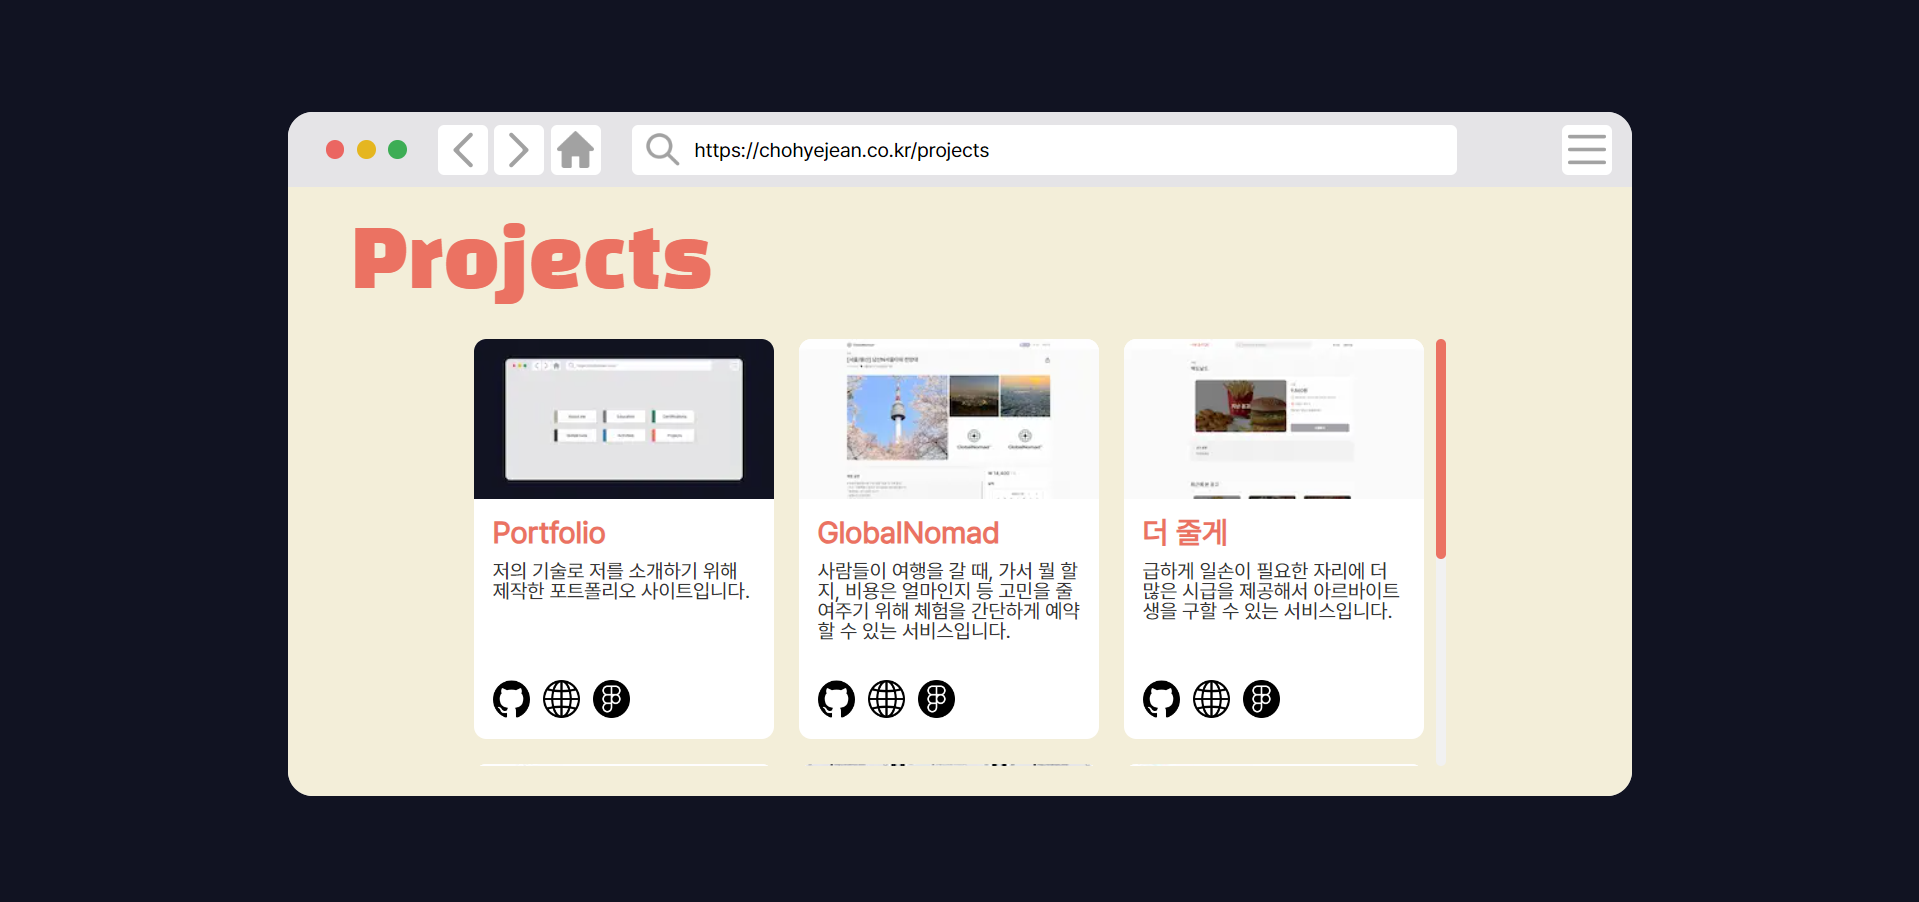 https://chohyejean.co.kr/projects
Projects
Portfolio
저의 기술로 저를 소개하기 위해
제작한 포트폴리오 사이트입니다.
GlobalNomad
사람들이 여행을 갈 때, 가서 뭘 할
지, 비용은 얼마인지 등 고민을 줄
여주기 위해 체험을 간단하게 예약
할 수 있는 서비스입니다.
더 줄게
급하게 일손이 필요한 자리에 더
많은 시급을 제공해서 아르바이트
생을 구할 수 있는 서비스입니다.